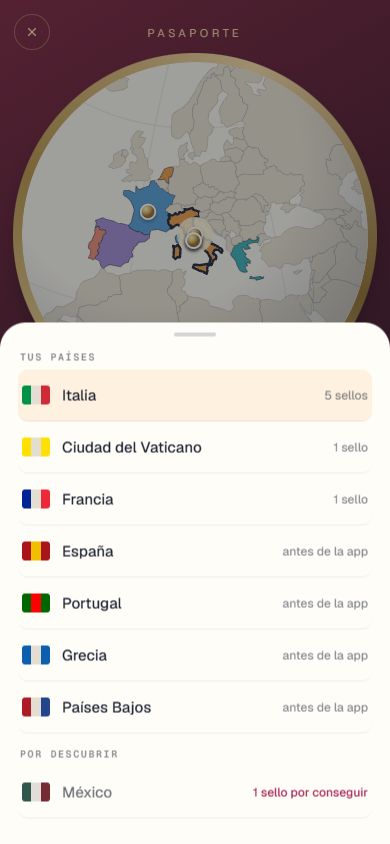 PASAPORTE
TUS PAÍSES
Italia 5 sellos
Ciudad del Vaticano 1 sello
Francia 1 sello
España antes de la app
Portugal antes de la app
Grecia antes de la app
Países Bajos antes de la app
POR DESCUBRIR
México 1 sello por conseguir